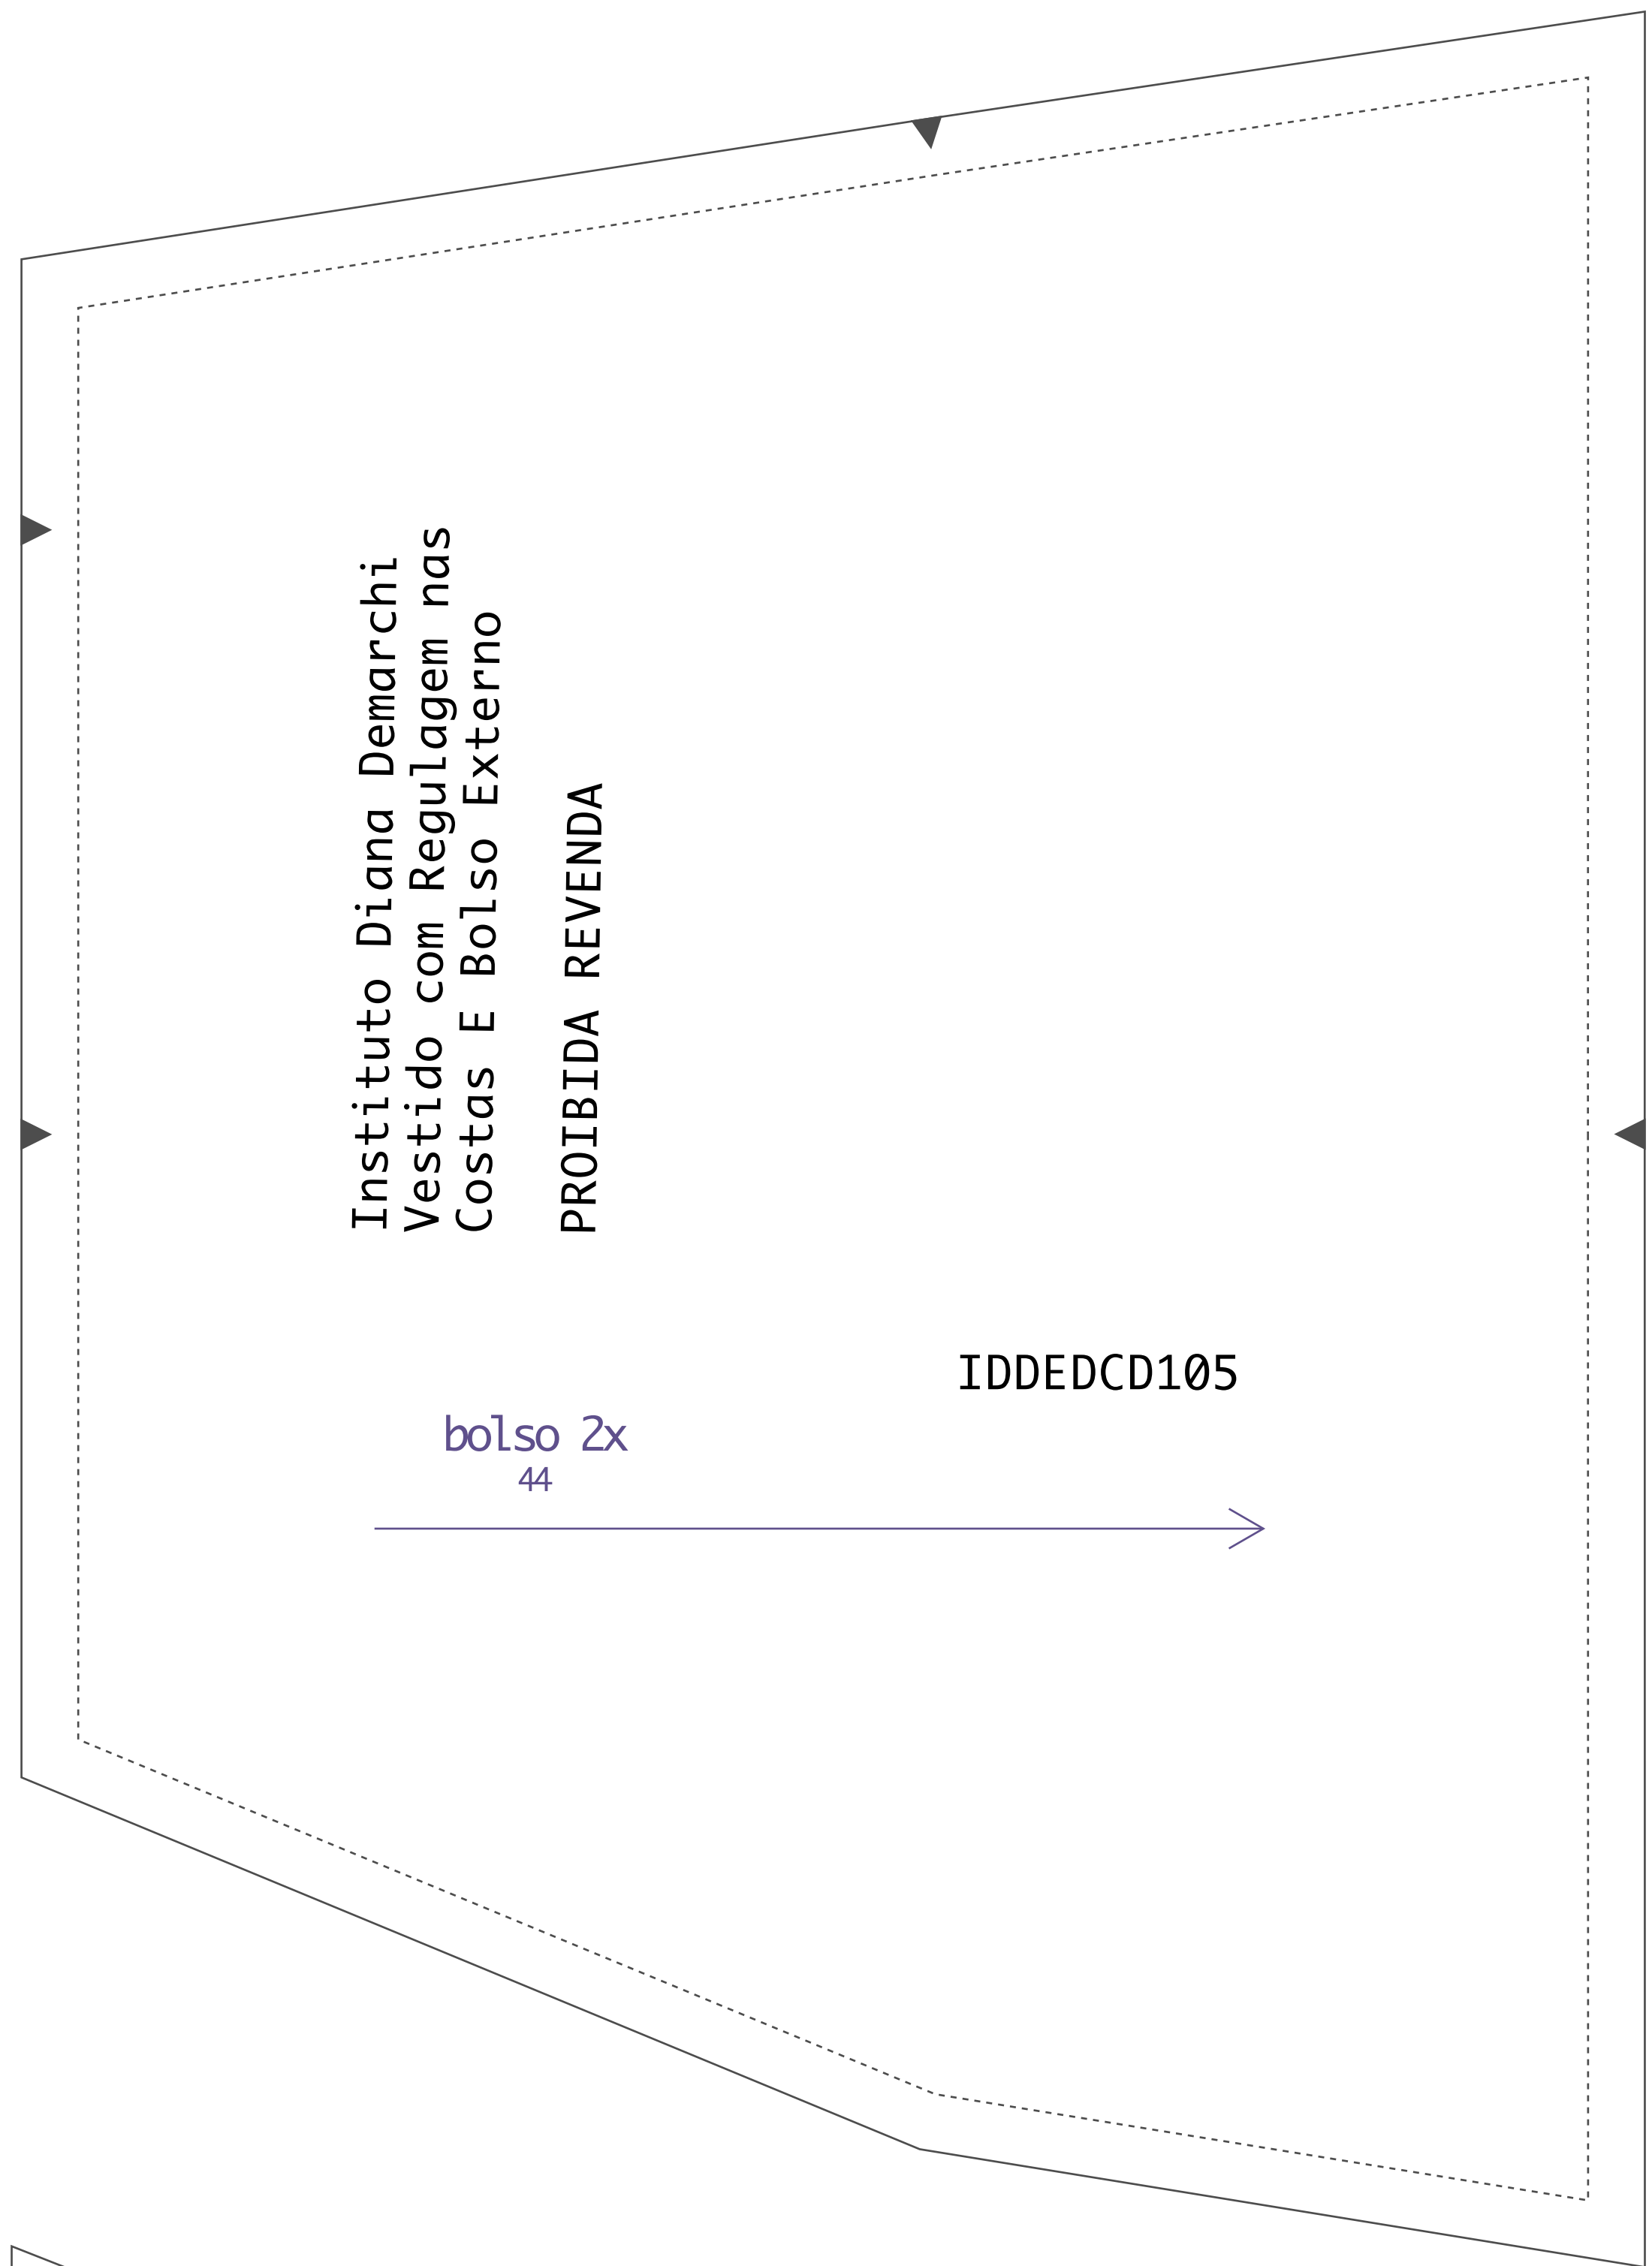 Instituto Diana Demarchi
Vestido com Regulagem nas
Costas E Bolso Externo
PROIBIDA REVENDA
IDDEDCD105
bolso 2x
44